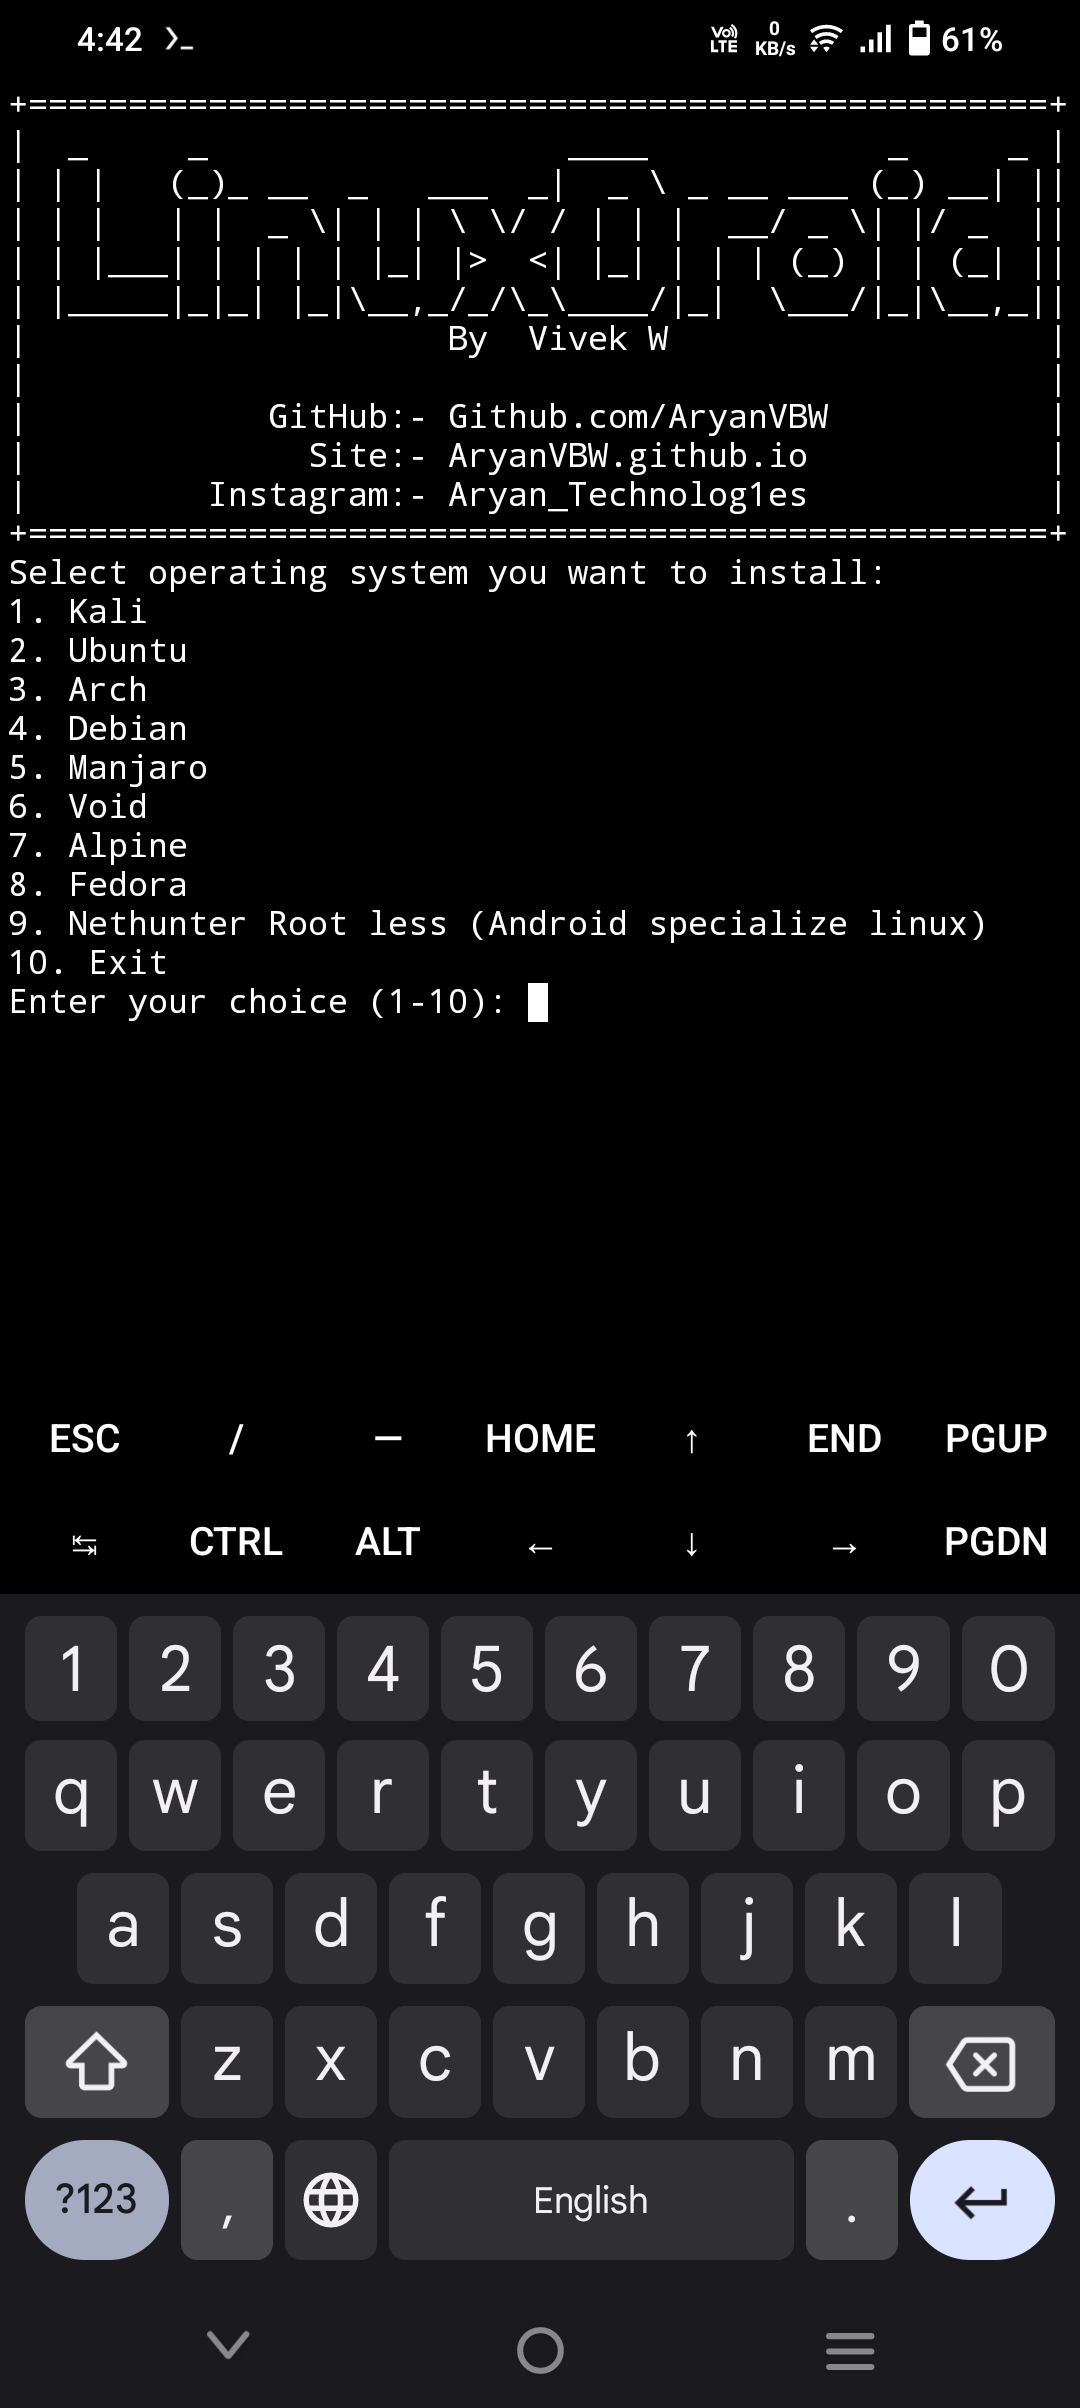 4:42 Vo) LTE 0 KB/s 61%
+===================================================+
LinuxDroid
By  Vivek W
GitHub:- Github.com/AryanVBW
Site:- AryanVBW.github.io
Instagram:- Aryan_Technolog1es
+===================================================+
Select operating system you want to install:
1. Kali
2. Ubuntu
3. Arch
4. Debian
5. Manjaro
6. Void
7. Alpine
8. Fedora
9. Nethunter Root less (Android specialize linux)
10. Exit
Enter your choice (1-10):
ESC / — HOME ↑ END PGUP
↹ CTRL ALT ← ↓ → PGDN
1 2 3 4 5 6 7 8 9 0
q w e r t y u i o p
a s d f g h j k l
z x c v b n m
?123 , English .